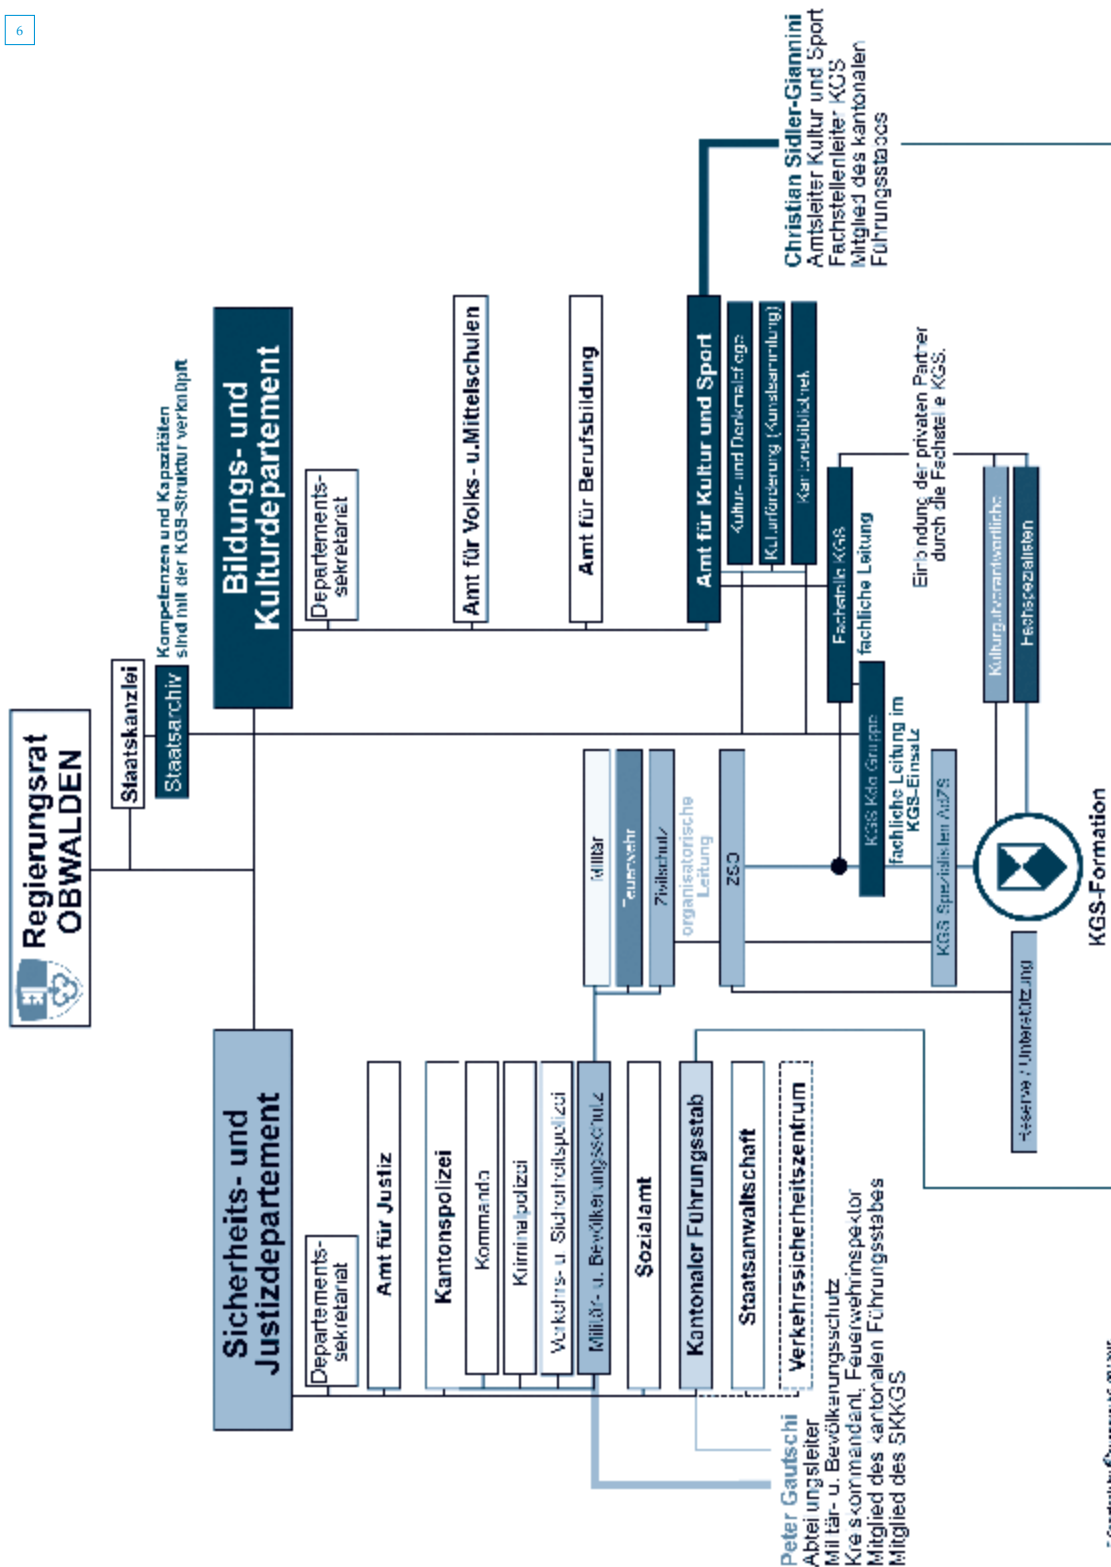 6
Regierungsrat
OBWALDEN
Staatskanzlei
Staatsarchiv
Kompetenzen und Kapazitäten
sind mit der KGS-Struktur verknüpft
Sicherheits- und
Justizdepartement
Departements-
sekretariat
Amt für Justiz
Kantonspolizei
Kommando
Kriminalpolizei
Verkehrs- u. Sicherheitspolizei
Militär- u. Bevölkerungsschutz
Sozialamt
Kantonaler Führungsstab
Staatsanwaltschaft
Verkehrssicherheitszentrum
Peter Gautschi
Abteilungsleiter
Militär- u. Bevölkerungsschutz
Kreiskommandant, Feuerwehrinspektor
Mitglied des kantonalen Führungsstabes
Mitglied des SKKGS
Militär
Feuerwehr
Zivilschutz
organisatorische
Leitung
ZSO
KGS Kdo Gruppe
fachliche Leitung im
KGS-Einsatz
KGS Spezialisten AdZS
Reserve / Unterstützung
KGS-Formation
Bildungs- und
Kulturdepartement
Departements-
sekretariat
Amt für Volks- u.Mittelschulen
Amt für Berufsbildung
Amt für Kultur und Sport
Kultur- und Denkmalpflege
Kulturförderung (Kunstsammlung)
Kantonsbibliothek
Fachstelle KGS
fachliche Leitung
Einbindung der privaten Partner
durch die Fachstelle KGS.
Kulturgutverantwortliche
Fachspezialisten
Christian Sidler-Giannini
Amtsleiter Kultur und Sport
Fachstellenleiter KGS
Mitglied des kantonalen
Führungsstabes